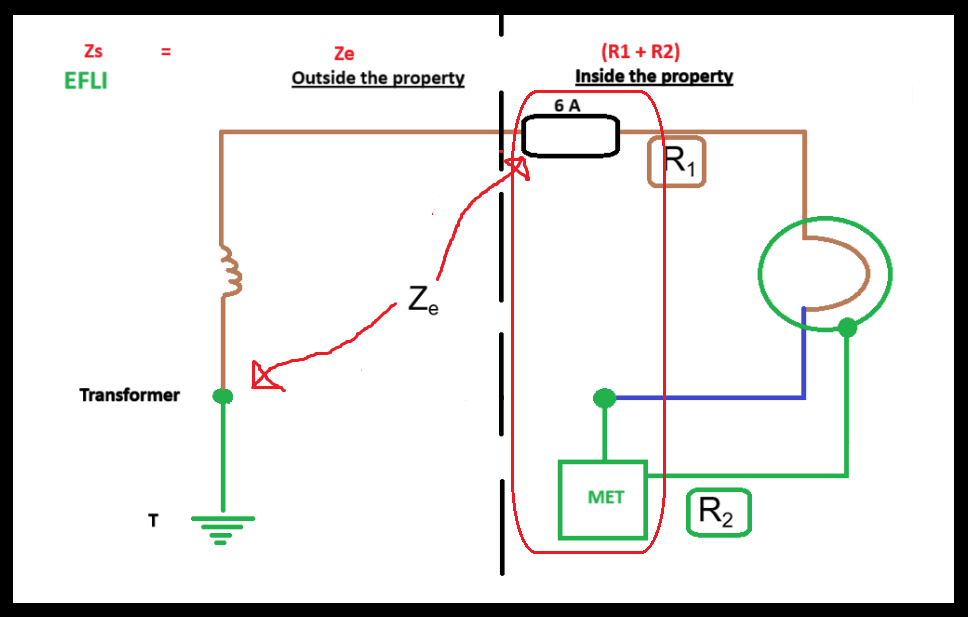 Zs = Ze (R1 + R2)
EFLI Outside the property Inside the property
6 A
R1
Ze
Transformer
MET
R2
T